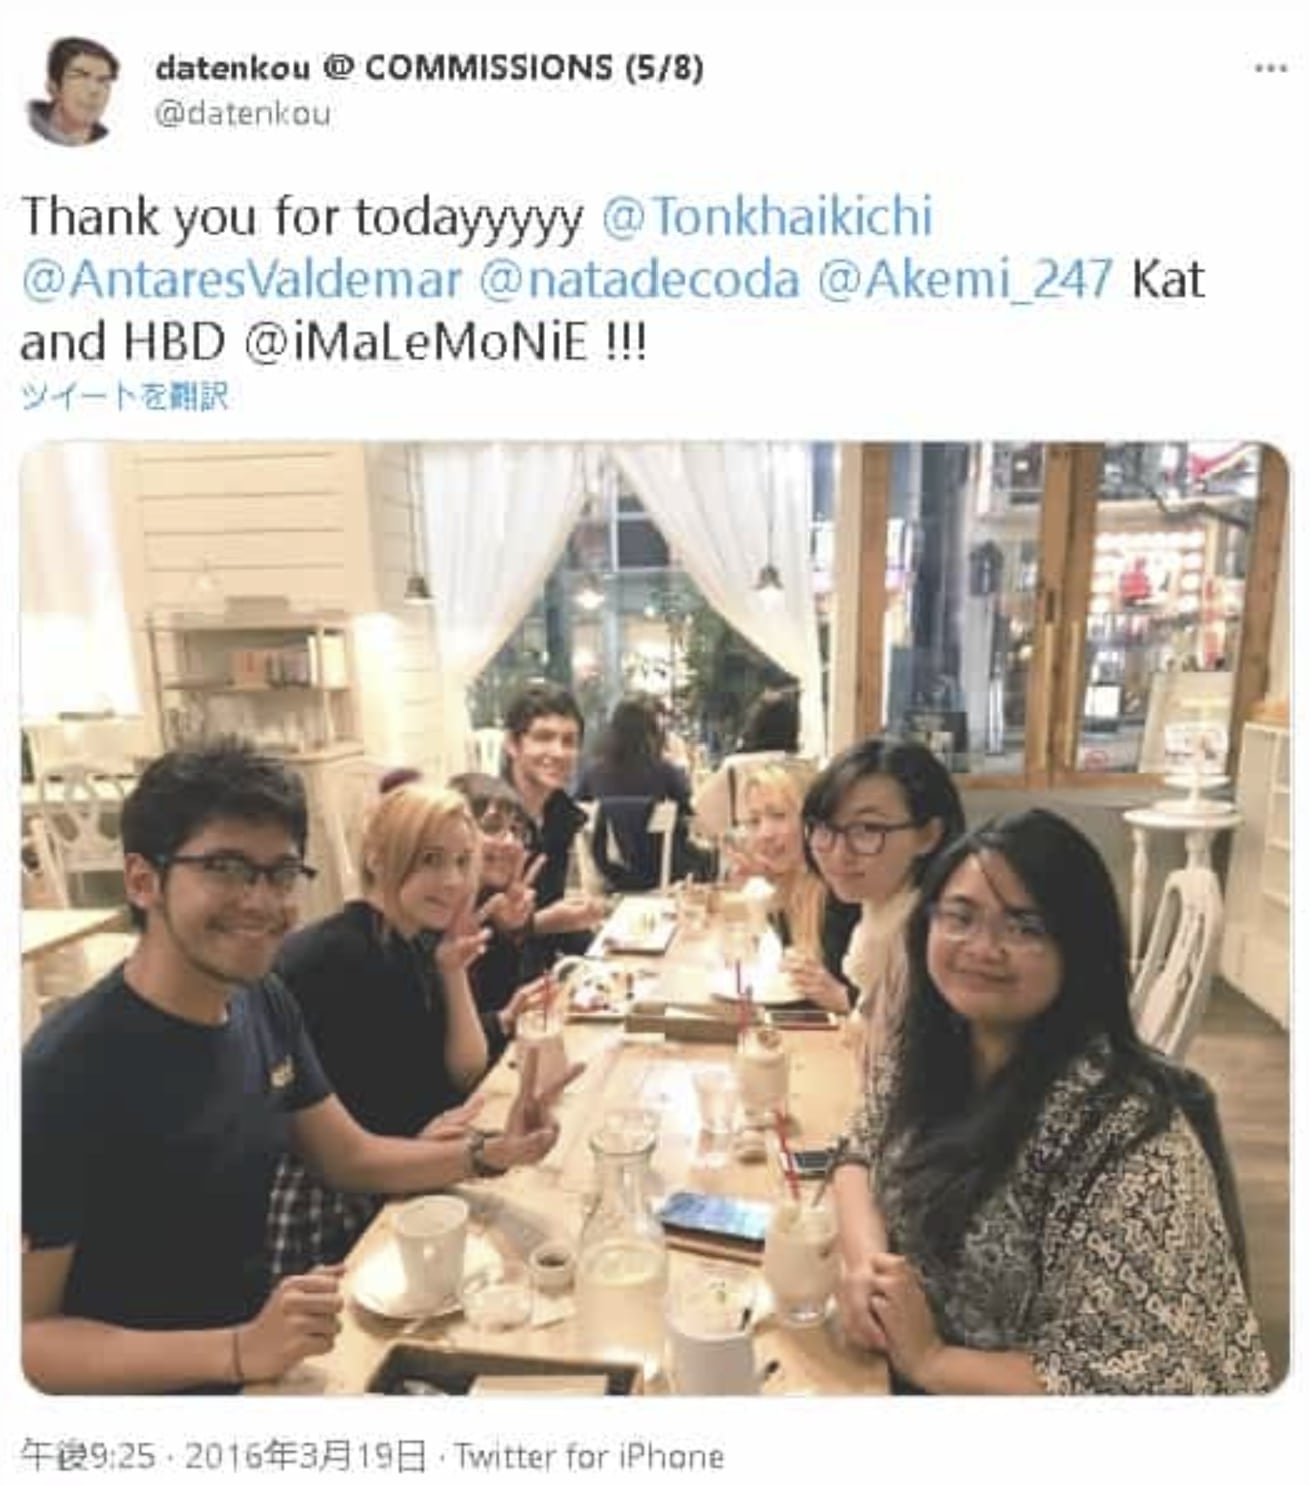 datenkou @ COMMISSIONS (5/8)
@datenkou
Thank you for todayyyyy @Tonkhaikichi
@AntaresValdemar @natadecoda @Akemi_247 Kat
and HBD @iMaLeMoNiE !!!
ツイートを翻訳
午後9:25 · 2016年3月19日 · Twitter for iPhone